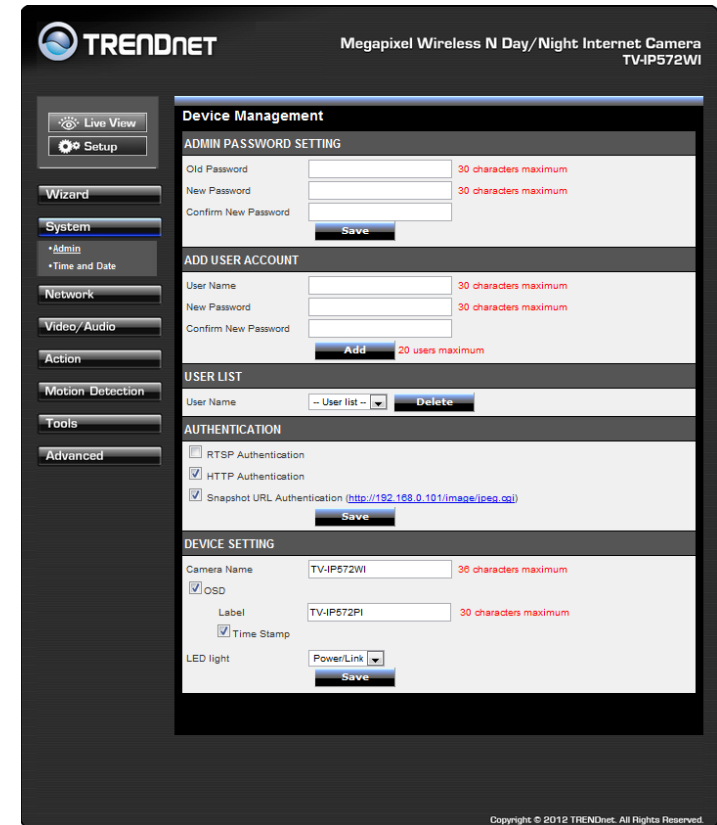 TRENDNET
Megapixel Wireless N Day/Night Internet Camera
TV-IP572WI
Live View
Setup
Wizard
System
•Admin
•Time and Date
Network
Video/Audio
Action
Motion Detection
Tools
Advanced
Device Management
ADMIN PASSWORD SETTING
Old Password 30 characters maximum
New Password 30 characters maximum
Confirm New Password
Save
ADD USER ACCOUNT
User Name 30 characters maximum
New Password 30 characters maximum
Confirm New Password
Add 20 users maximum
USER LIST
User Name -- User list -- Delete
AUTHENTICATION
RTSP Authentication
HTTP Authentication
Snapshot URL Authentication (http://192.168.0.101/image/jpeg.cgi)
Save
DEVICE SETTING
Camera Name TV-IP572WI 36 characters maximum
OSD
Label TV-IP572PI 30 characters maximum
Time Stamp
LED light Power/Link
Save
Copyright © 2012 TRENDnet. All Rights Reserved.